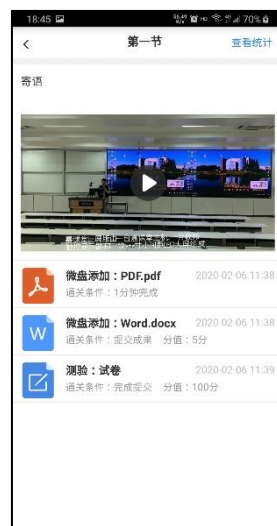 18:45 70%
第一节 查看统计
寄语
微盘添加：PDF.pdf 2020-02-06 11:38
通关条件：1分钟完成
微盘添加：Word.docx 2020-02-06 11:38
通关条件：提交成果 分值：5分
测验：试卷 2020-02-06 11:39
通关条件：完成提交 分值：100分